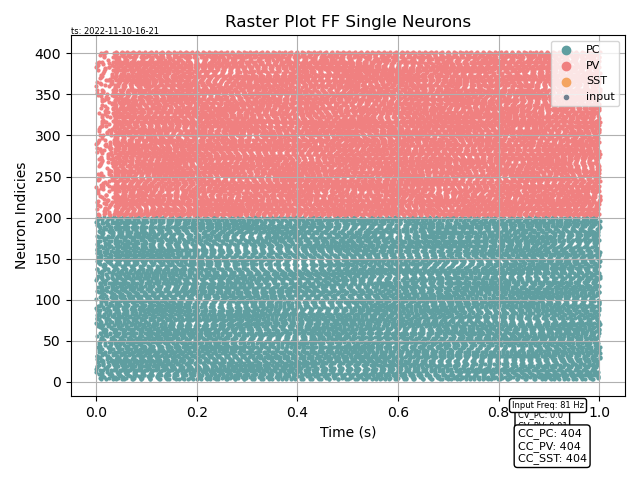 Raster Plot FF Single Neurons
ts: 2022-11-10-16-21
PC
PV
SST
input
400
350
300
250
200
150
100
50
0
Neuron Indicies
0.0 0.2 0.4 0.6 0.8 1.0
Time (s)
Input Freq: 81 Hz
CV_PC: 0.0
CC_PC: 404
CC_PV: 404
CC_SST: 404